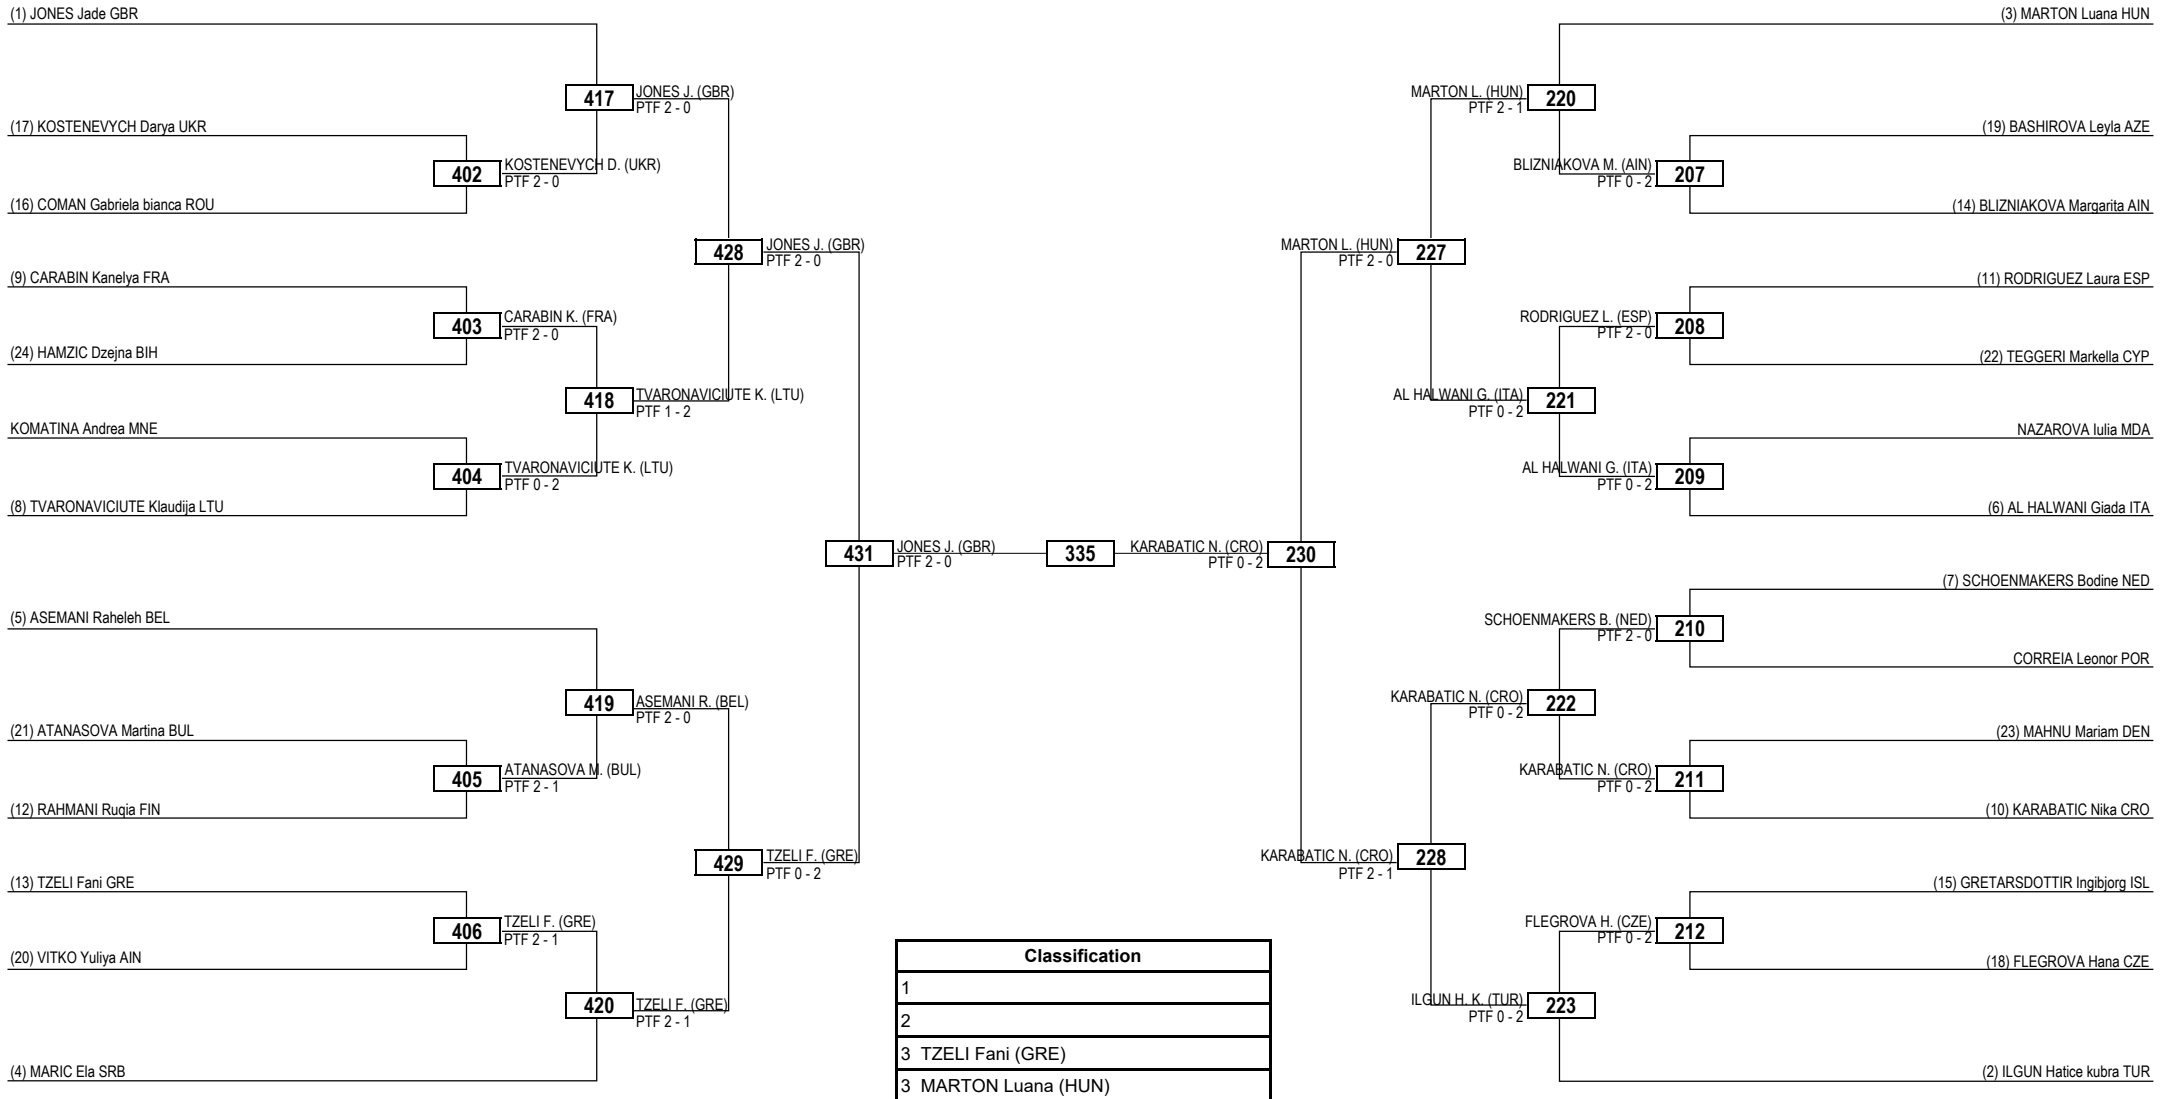 (1) JONES Jade GBR
417
JONES J. (GBR)
PTF 2 - 0
(17) KOSTENEVYCH Darya UKR
402
KOSTENEVYCH D. (UKR)
PTF 2 - 0
(16) COMAN Gabriela bianca ROU
428
JONES J. (GBR)
PTF 2 - 0
(9) CARABIN Kanelya FRA
403
CARABIN K. (FRA)
PTF 2 - 0
(24) HAMZIC Dzejna BIH
418
TVARONAVICIUTE K. (LTU)
PTF 1 - 2
KOMATINA Andrea MNE
404
TVARONAVICIUTE K. (LTU)
PTF 0 - 2
(8) TVARONAVICIUTE Klaudija LTU
431
JONES J. (GBR)
PTF 2 - 0
335
(5) ASEMANI Raheleh BEL
419
ASEMANI R. (BEL)
PTF 2 - 0
(21) ATANASOVA Martina BUL
405
ATANASOVA M. (BUL)
PTF 2 - 1
(12) RAHMANI Ruqia FIN
429
TZELI F. (GRE)
PTF 0 - 2
(13) TZELI Fani GRE
406
TZELI F. (GRE)
PTF 2 - 1
(20) VITKO Yuliya AIN
420
TZELI F. (GRE)
PTF 2 - 1
(4) MARIC Ela SRB
(3) MARTON Luana HUN
MARTON L. (HUN)
PTF 2 - 1
220
(19) BASHIROVA Leyla AZE
BLIZNIAKOVA M. (AIN)
PTF 0 - 2
207
(14) BLIZNIAKOVA Margarita AIN
MARTON L. (HUN)
PTF 2 - 0
227
(11) RODRIGUEZ Laura ESP
RODRIGUEZ L. (ESP)
PTF 2 - 0
208
(22) TEGGERI Markella CYP
AL HALWANI G. (ITA)
PTF 0 - 2
221
NAZAROVA Iulia MDA
AL HALWANI G. (ITA)
PTF 0 - 2
209
(6) AL HALWANI Giada ITA
KARABATIC N. (CRO)
PTF 0 - 2
230
(7) SCHOENMAKERS Bodine NED
SCHOENMAKERS B. (NED)
PTF 2 - 0
210
CORREIA Leonor POR
KARABATIC N. (CRO)
PTF 0 - 2
222
(23) MAHNU Mariam DEN
KARABATIC N. (CRO)
PTF 0 - 2
211
(10) KARABATIC Nika CRO
KARABATIC N. (CRO)
PTF 2 - 1
228
(15) GRETARSDOTTIR Ingibjorg ISL
FLEGROVA H. (CZE)
PTF 0 - 2
212
(18) FLEGROVA Hana CZE
ILGUN H. K. (TUR)
PTF 0 - 2
223
(2) ILGUN Hatice kubra TUR
Classification
1
2
3 TZELI Fani (GRE)
3 MARTON Luana (HUN)